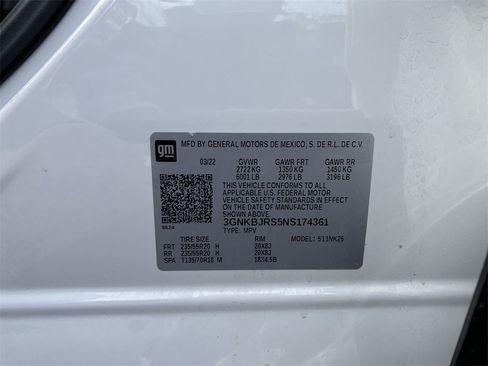 gm
MFD BY GENERAL MOTORS DE MEXICO, S. DE R.L. DE C.V.
03/22 GVWR GAWR FRT GAWR RR
2722 KG 1350 KG 1450 KG
6001 LB 2976 LB 3196 LB
THIS VEHICLE CONFORMS TO ALL
APPLICABLE U.S. FEDERAL MOTOR
VEHICLE SAFETY STANDARDS IN EFFECT
ON THE DATE OF MANUFACTURE
3GNKBJRS5NS174361
TYPE: MPV
TIRE SIZE RIM MODEL: 511NK26
FRT 235/55R20 H 20X8J
RR 235/55R20 H 20X8J
SPA T135/70R18 M 18X4.5B